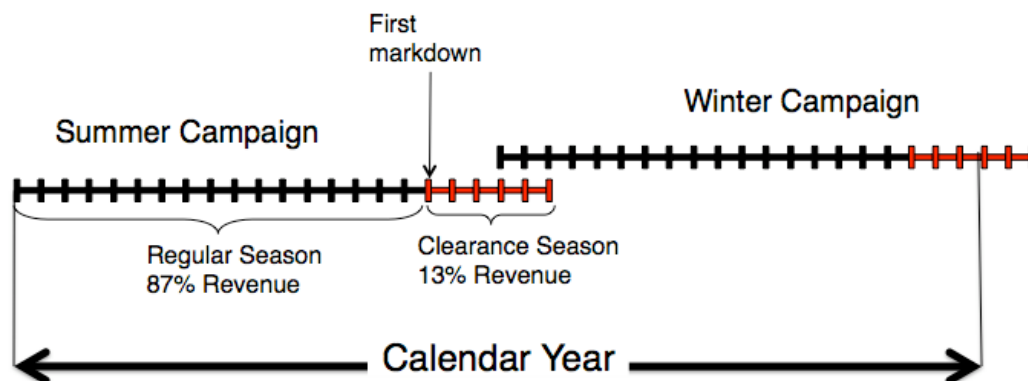 First
markdown
Winter Campaign
Summer Campaign
Regular Season
87% Revenue
Clearance Season
13% Revenue
Calendar Year